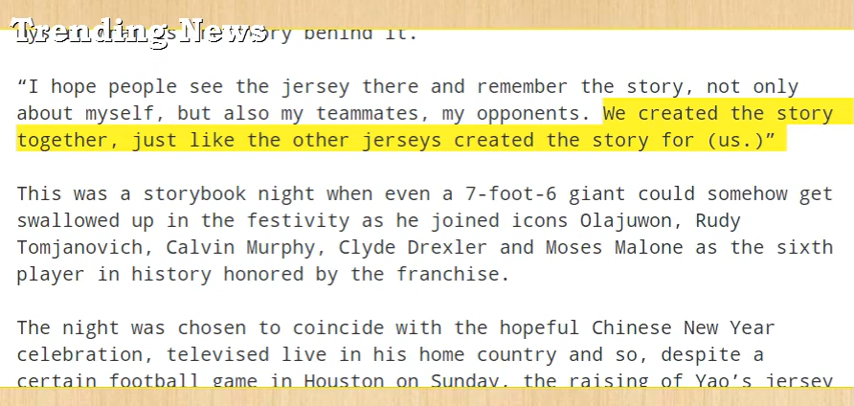 Trending News
behind it.
“I hope people see the jersey there and remember the story, not only
about myself, but also my teammates, my opponents. We created the story
together, just like the other jerseys created the story for (us.)”
This was a storybook night when even a 7-foot-6 giant could somehow get
swallowed up in the festivity as he joined icons Olajuwon, Rudy
Tomjanovich, Calvin Murphy, Clyde Drexler and Moses Malone as the sixth
player in history honored by the franchise.
The night was chosen to coincide with the hopeful Chinese New Year
celebration, televised live in his home country and so, despite a
certain football game in Houston on Sunday, the raising of Yao’s jersey